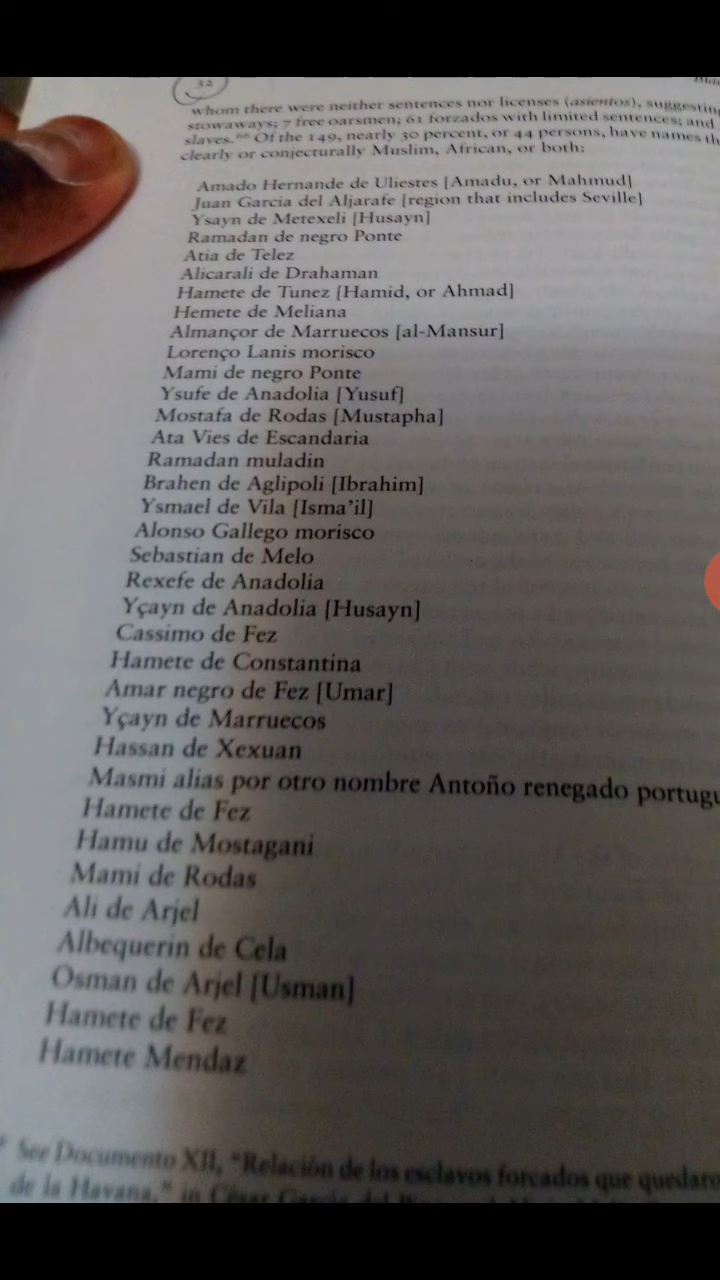 32
whom there were neither sentences nor licenses (asientos), suggesting
stowaways; 7 free oarsmen; 61 forzados with limited sentences; and
slaves.66 Of the 149, nearly 30 percent, or 44 persons, have names th
clearly or conjecturally Muslim, African, or both:
Amado Hernande de Uliestes [Amadu, or Mahmud]
Juan Garcia del Aljarafe [region that includes Seville]
Ysayn de Metexeli [Husayn]
Ramadan de negro Ponte
Atia de Telez
Alicarali de Drahaman
Hamete de Tunez [Hamid, or Ahmad]
Hemete de Meliana
Almançor de Marruecos [al-Mansur]
Lorenço Lanis morisco
Mami de negro Ponte
Ysufe de Anadolia [Yusuf]
Mostafa de Rodas [Mustapha]
Ata Vies de Escandaria
Ramadan muladin
Brahen de Aglipoli [Ibrahim]
Ysmael de Vila [Isma'il]
Alonso Gallego morisco
Sebastian de Melo
Rexefe de Anadolia
Yçayn de Anadolia [Husayn]
Cassimo de Fez
Hamete de Constantina
Amar negro de Fez [Umar]
Yçayn de Marruecos
Hassan de Xexuan
Masmi alias por otro nombre Antoño renegado portugu
Hamete de Fez
Hamu de Mostagani
Mami de Rodas
Ali de Arjel
Albequerin de Cela
Osman de Arjel [Usman]
Hamete de Fez
Hamete Mendaz
See Documento XII, "Relación de los esclavos forcados que quedaro
de la Havana," in César García del